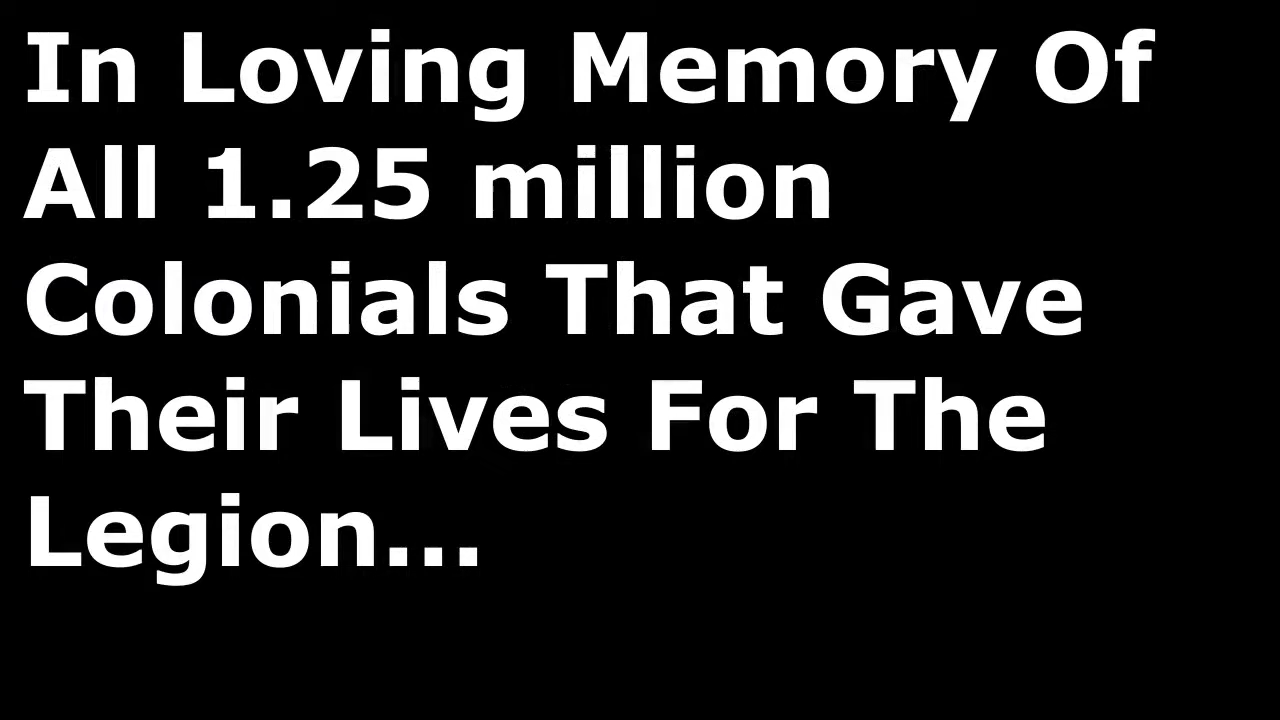 In Loving Memory Of
All 1.25 million
Colonials That Gave
Their Lives For The
Legion...